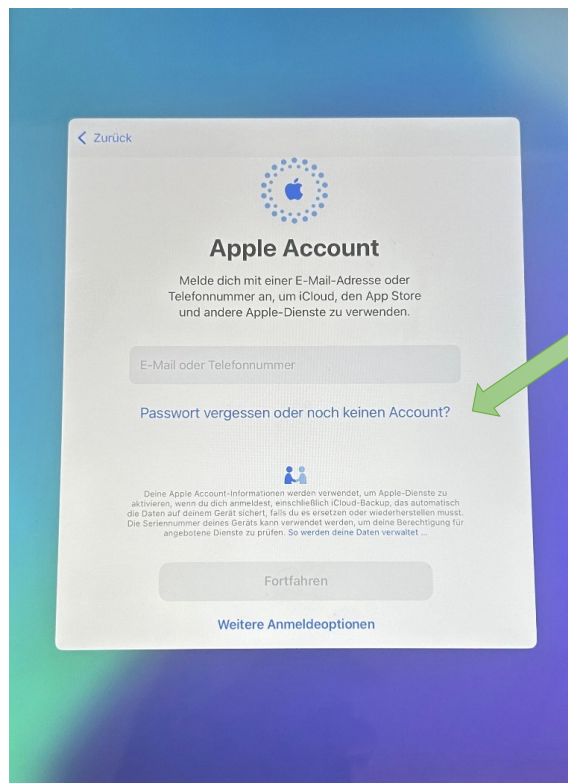 Zurück
Apple Account
Melde dich mit einer E-Mail-Adresse oder
Telefonnummer an, um iCloud, den App Store
und andere Apple-Dienste zu verwenden.
E-Mail oder Telefonnummer
Passwort vergessen oder noch keinen Account?
Deine Apple Account-Informationen werden verwendet, um Apple-Dienste zu
aktivieren, wenn du dich anmeldest, einschließlich iCloud-Backup, das automatisch
die Daten auf deinem Gerät sichert, falls du es ersetzen oder wiederherstellen musst.
Die Seriennummer deines Geräts kann verwendet werden, um deine Berechtigung für
angebotene Dienste zu prüfen. So werden deine Daten verwaltet ...
Fortfahren
Weitere Anmeldeoptionen